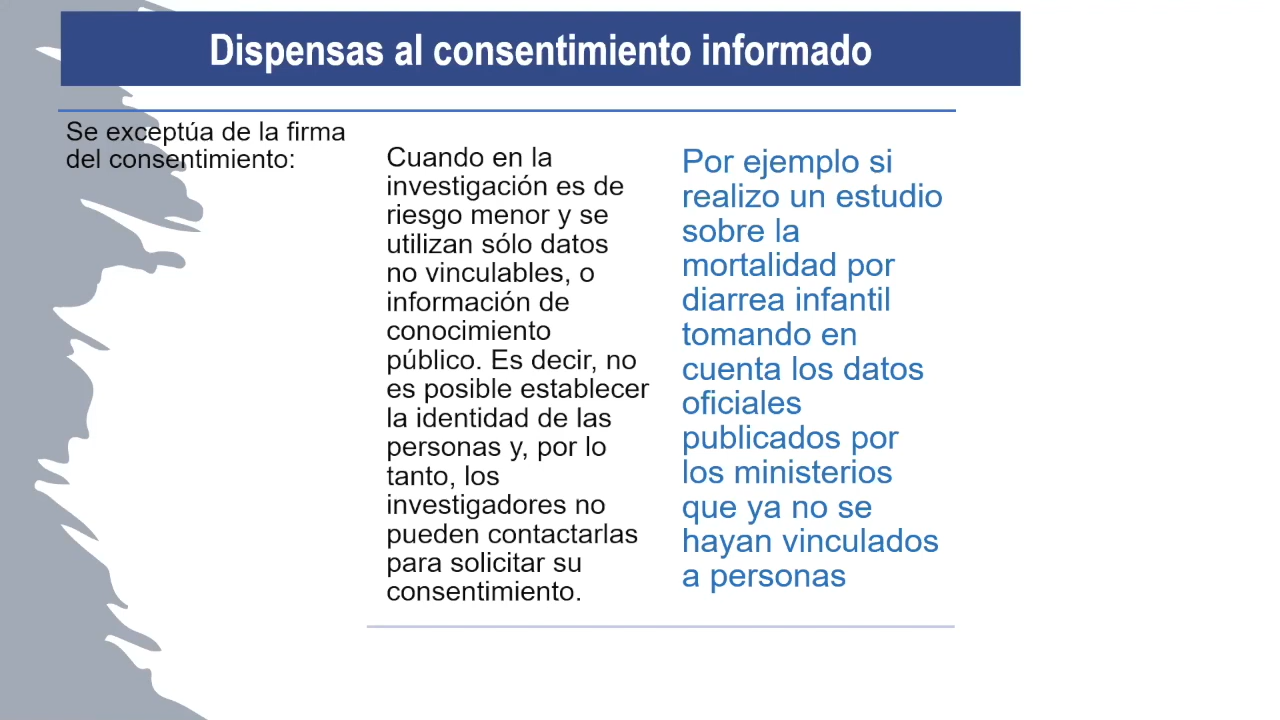 Dispensas al consentimiento informado
Se exceptúa de la firma
del consentimiento:
Cuando en la
investigación es de
riesgo menor y se
utilizan sólo datos
no vinculables, o
información de
conocimiento
público. Es decir, no
es posible establecer
la identidad de las
personas y, por lo
tanto, los
investigadores no
pueden contactarlas
para solicitar su
consentimiento.
Por ejemplo si
realizo un estudio
sobre la
mortalidad por
diarrea infantil
tomando en
cuenta los datos
oficiales
publicados por
los ministerios
que ya no se
hayan vinculados
a personas